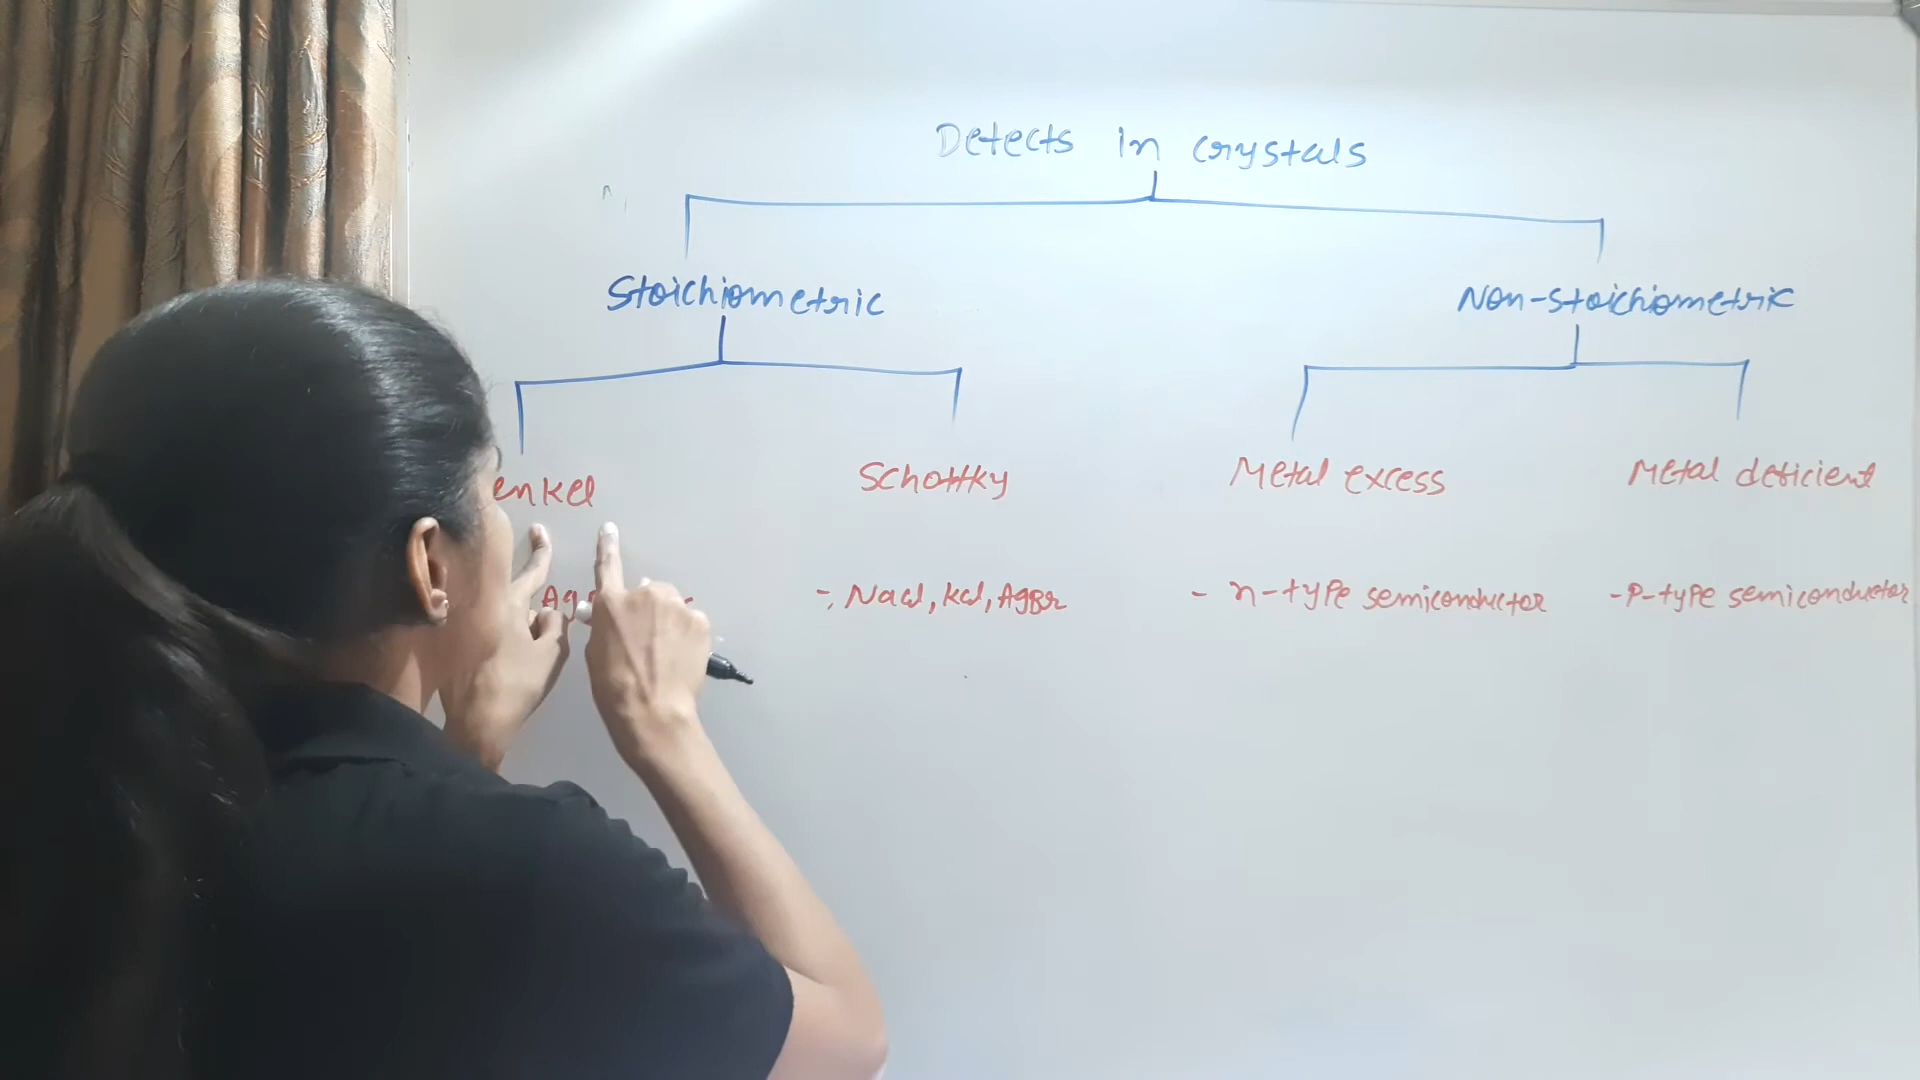 Defects in crystals
Stoichiometric Non-stoichiometric
enkel Schottky Metal excess Metal deficient
Ag - NaCl, KCl, AgBr - n-type semiconductor - P-type semiconductor